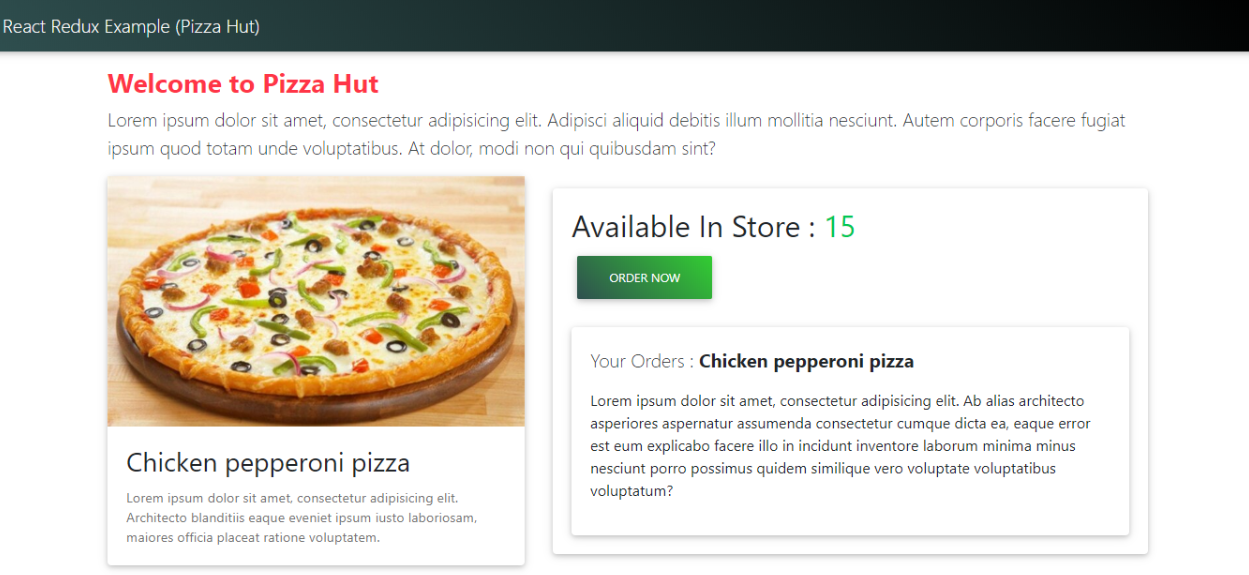 React Redux Example (Pizza Hut)
Welcome to Pizza Hut
Lorem ipsum dolor sit amet, consectetur adipisicing elit. Adipisci aliquid debitis illum mollitia nesciunt. Autem corporis facere fugiat
ipsum quod totam unde voluptatibus. At dolor, modi non qui quibusdam sint?
Chicken pepperoni pizza
Lorem ipsum dolor sit amet, consectetur adipisicing elit.
Architecto blanditiis eaque eveniet ipsum iusto laboriosam,
maiores officia placeat ratione voluptatem.
Available In Store : 15
ORDER NOW
Your Orders : Chicken pepperoni pizza
Lorem ipsum dolor sit amet, consectetur adipisicing elit. Ab alias architecto
asperiores aspernatur assumenda consectetur cumque dicta ea, eaque error
est eum explicabo facere illo in incidunt inventore laborum minima minus
nesciunt porro possimus quidem similique vero voluptate voluptatibus
voluptatum?